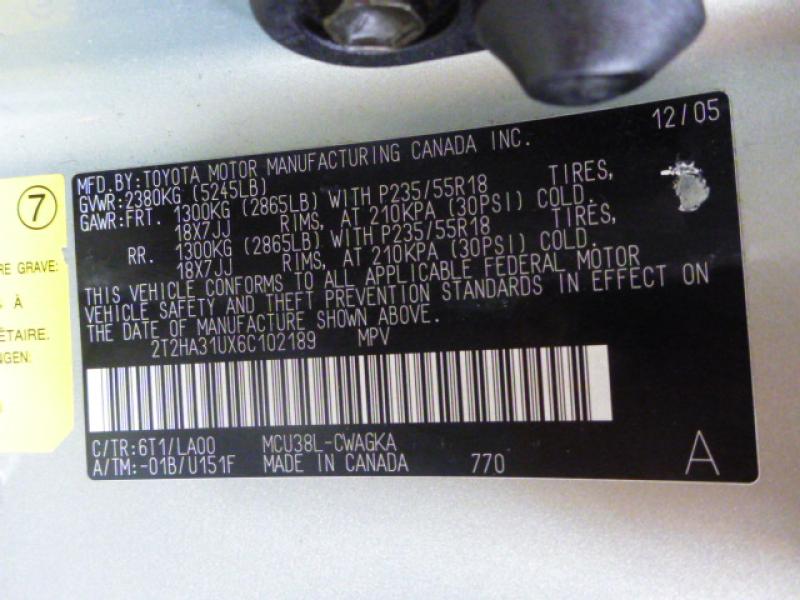 12/05
MFD.BY:TOYOTA MOTOR MANUFACTURING CANADA INC.
GVWR:2380KG (5245LB)
GAWR:FRT. 1300KG (2865LB) WITH P235/55R18 TIRES,
18X7JJ RIMS, AT 210KPA (30PSI) COLD.
RR. 1300KG (2865LB) WITH P235/55R18 TIRES,
18X7JJ RIMS, AT 210KPA (30PSI) COLD.
THIS VEHICLE CONFORMS TO ALL APPLICABLE FEDERAL MOTOR
VEHICLE SAFETY AND THEFT PREVENTION STANDARDS IN EFFECT ON
THE DATE OF MANUFACTURE SHOWN ABOVE.
2T2HA31UX6C102189 MPV
C/TR:6T1/LA00 MCU38L-CWAGKA
A/TM:-01B/U151F MADE IN CANADA 770 A
7
GRAVE:
À